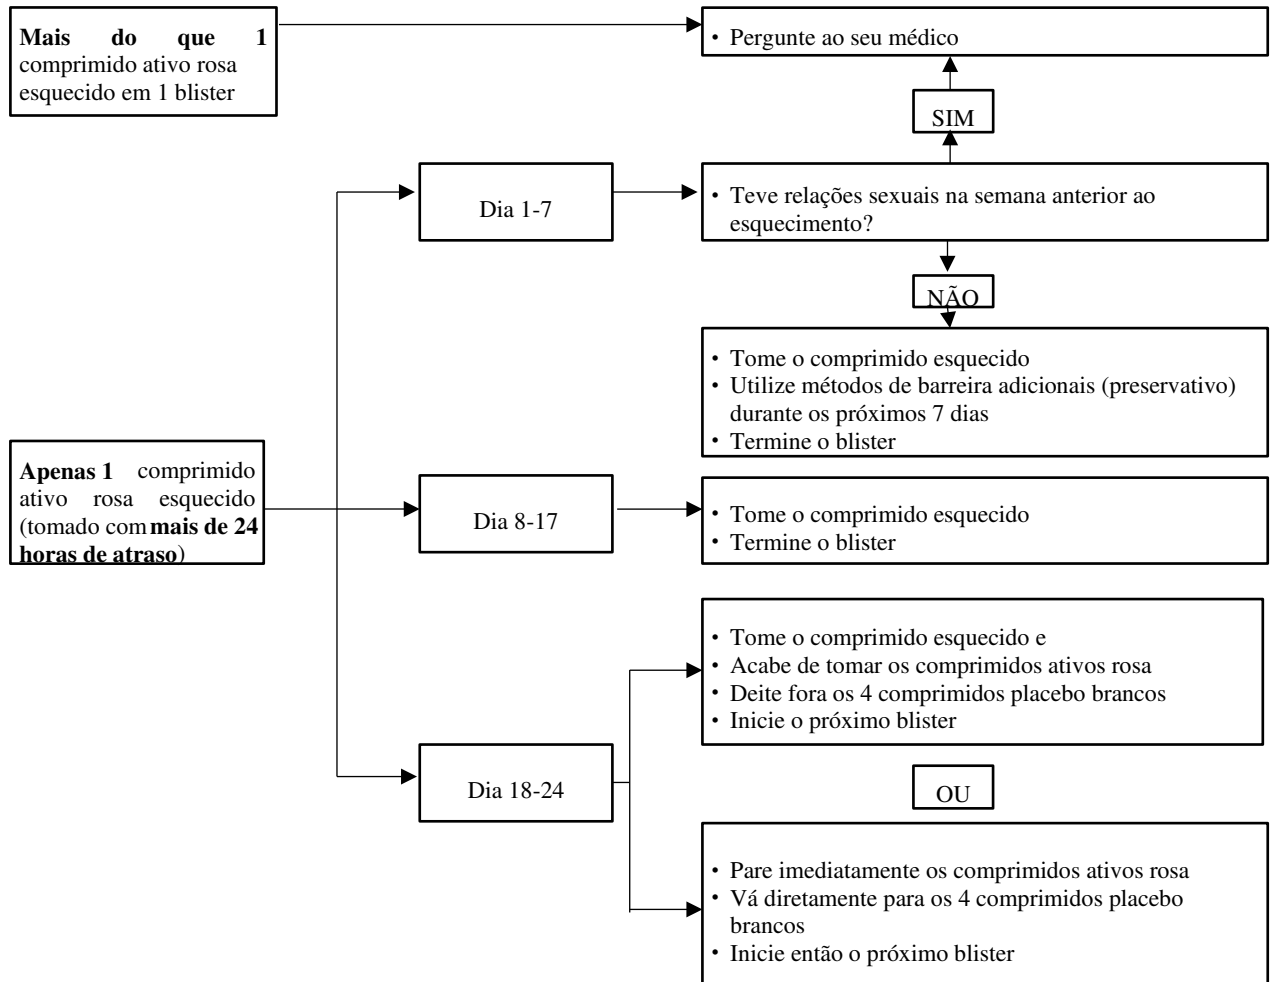 Mais do que 1
comprimido ativo rosa
esquecido em 1 blister
• Pergunte ao seu médico
SIM
Dia 1-7
• Teve relações sexuais na semana anterior ao
esquecimento?
NÃO
• Tome o comprimido esquecido
• Utilize métodos de barreira adicionais (preservativo)
durante os próximos 7 dias
• Termine o blister
Apenas 1 comprimido
ativo rosa esquecido
(tomado com mais de 24
horas de atraso)
Dia 8-17
• Tome o comprimido esquecido
• Termine o blister
• Tome o comprimido esquecido e
• Acabe de tomar os comprimidos ativos rosa
• Deite fora os 4 comprimidos placebo brancos
• Inicie o próximo blister
Dia 18-24
OU
• Pare imediatamente os comprimidos ativos rosa
• Vá diretamente para os 4 comprimidos placebo
brancos
• Inicie então o próximo blister